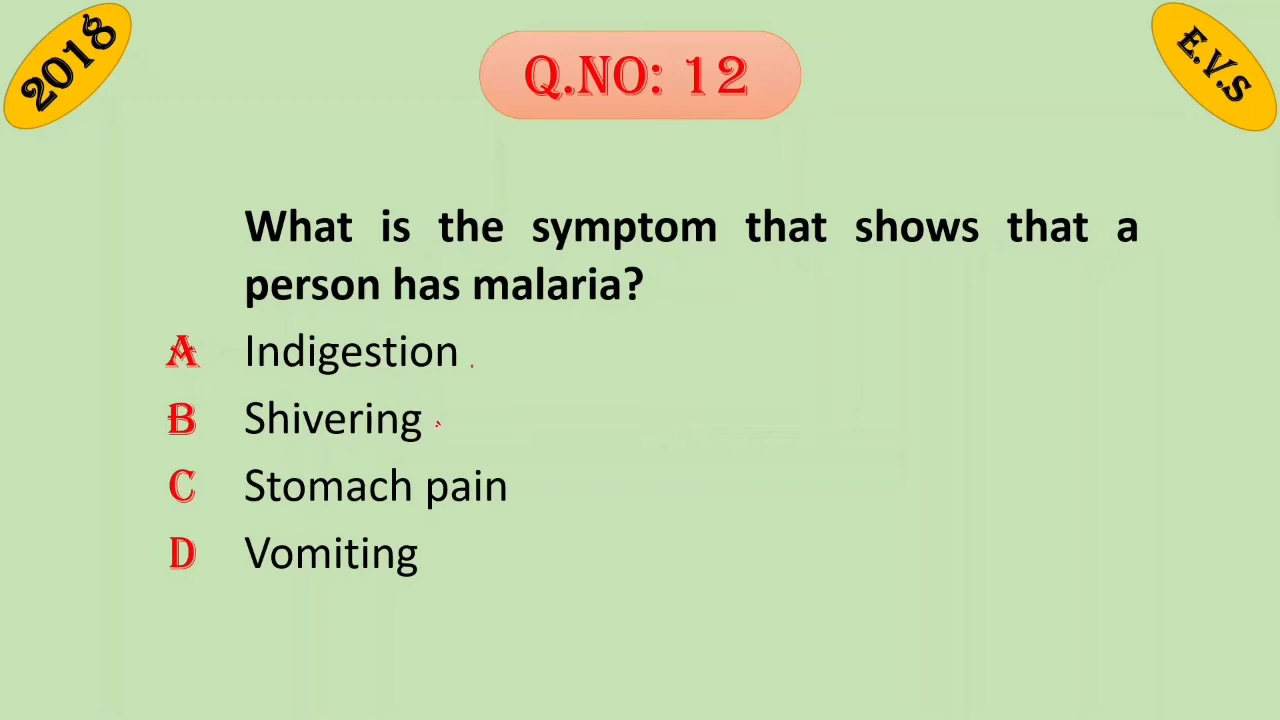 2018
Q.NO: 12
E.V.S
What is the symptom that shows that a
person has malaria?
A Indigestion
B Shivering
C Stomach pain
D Vomiting